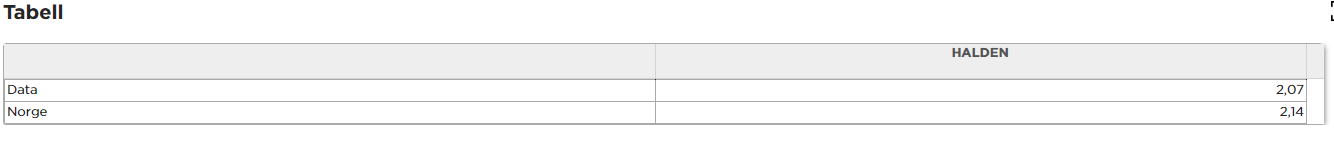 Tabell
HALDEN
Data 2,07
Norge 2,14